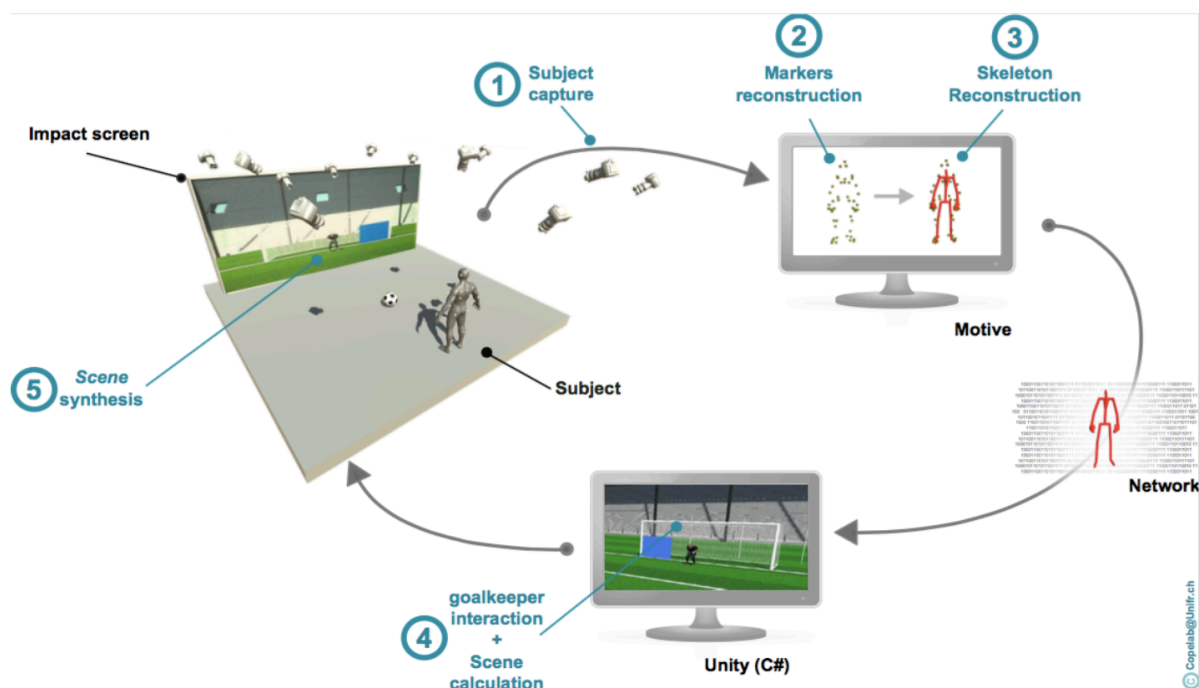 1
Subject
capture
2
Markers
reconstruction
3
Skeleton
Reconstruction
Impact screen
Motive
5
Scene
synthesis
Subject
Network
4
goalkeeper
interaction
+
Scene
calculation
Unity (C#)
© Copelab@Unifr.ch